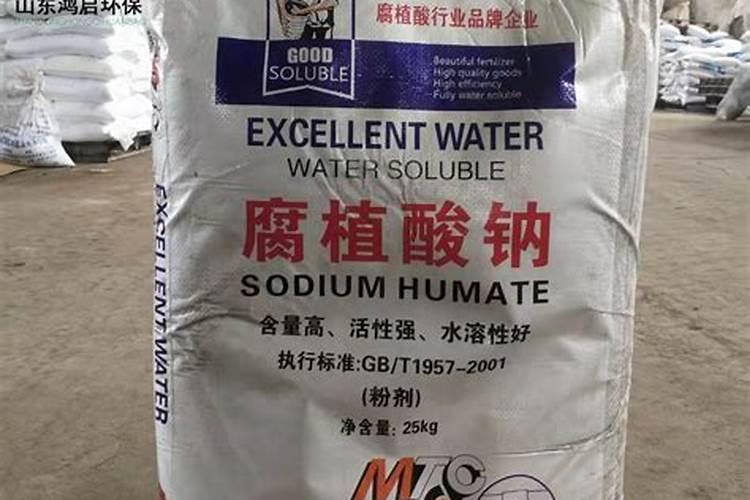 山东鸿启环保
腐植酸行业品牌企业
GOOD
SOLUBLE
Beautiful fertilizer
High quality goods
High efficiency
Fully water soluble
EXCELLENT WATER
WATER SOLUBLE
腐植酸钠
SODIUM HUMATE
含量高、活性强、水溶性好
执行标准:GB/T1957-2001
(粉剂)
净含量: 25kg
EXCELLENT WATER
MTC